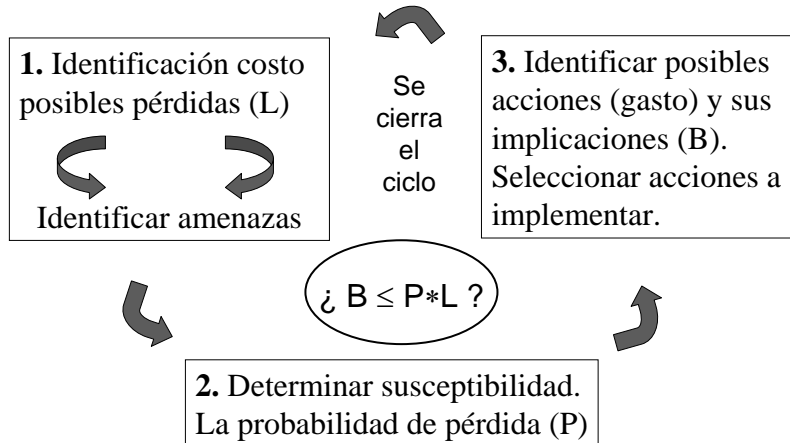 1. Identificación costo
posibles pérdidas (L)
Identificar amenazas
Se
cierra
el
ciclo
3. Identificar posibles
acciones (gasto) y sus
implicaciones (B).
Seleccionar acciones a
implementar.
¿ B ≤ P∗L ?
2. Determinar susceptibilidad.
La probabilidad de pérdida (P)